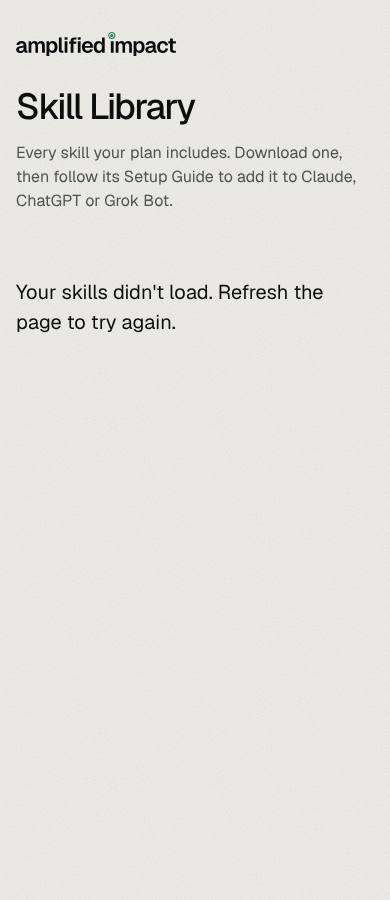 amplified impact
Skill Library
Every skill your plan includes. Download one,
then follow its Setup Guide to add it to Claude,
ChatGPT or Grok Bot.
Your skills didn't load. Refresh the
page to try again.